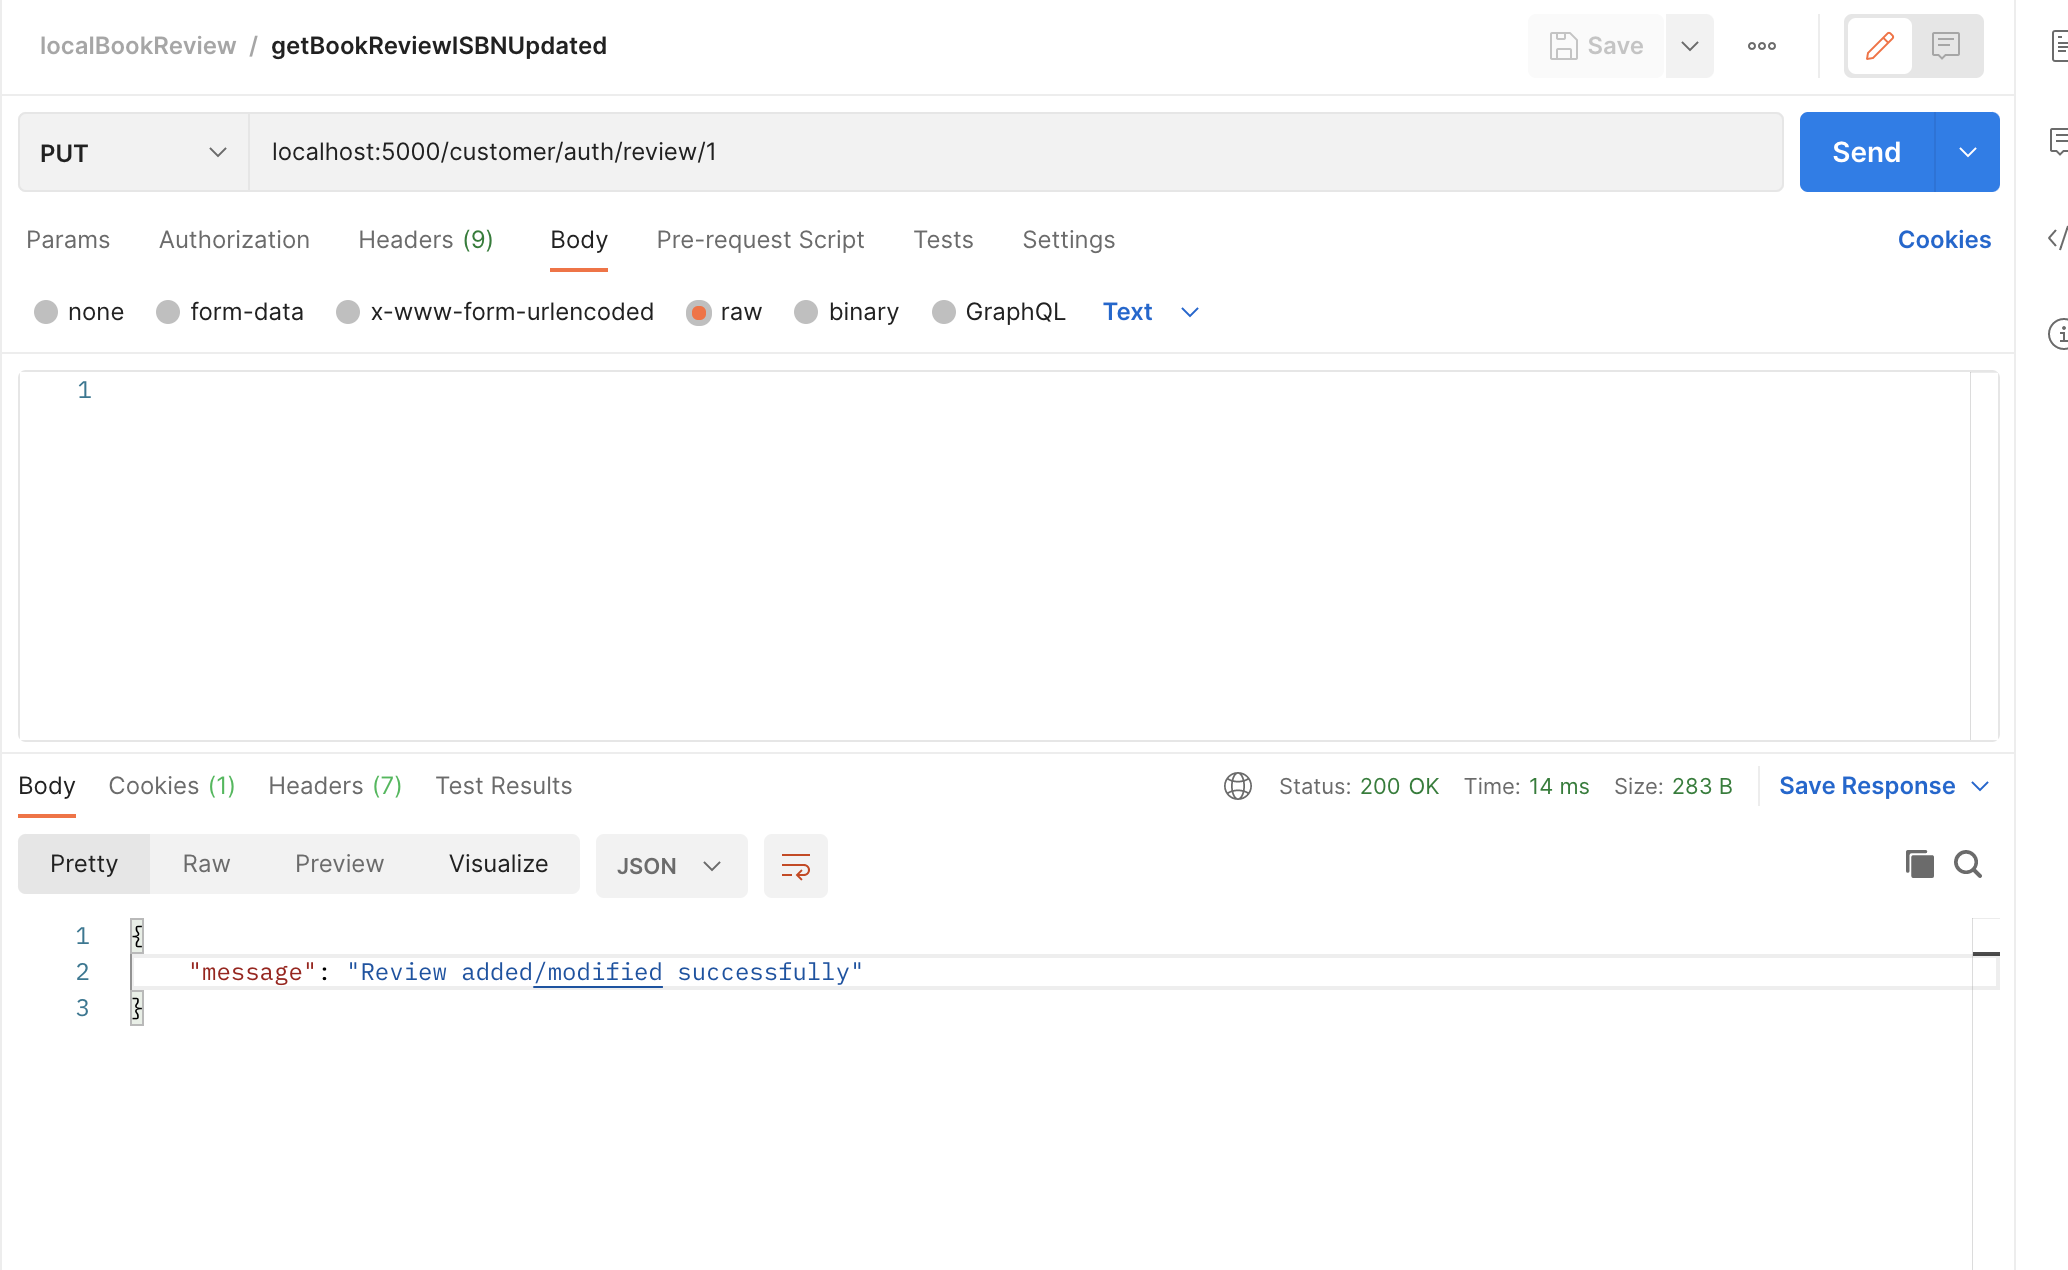 localBookReview / getBookReviewISBNUpdated
Save
PUT
localhost:5000/customer/auth/review/1
Send
Params Authorization Headers (9) Body Pre-request Script Tests Settings Cookies
none form-data x-www-form-urlencoded raw binary GraphQL Text
1
Body Cookies (1) Headers (7) Test Results Status: 200 OK Time: 14 ms Size: 283 B Save Response
Pretty Raw Preview Visualize JSON
1 {
2 "message": "Review added/modified successfully"
3 }